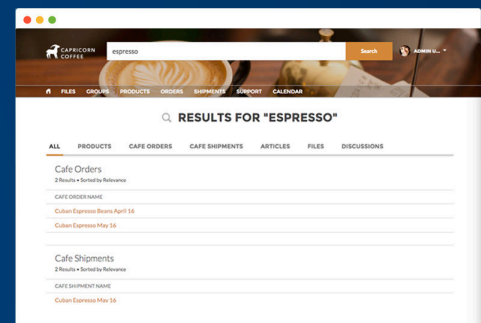 CAPRICORN
COFFEE
espresso
Search
ADMIN U...
FILES GROUPS PRODUCTS ORDERS SHIPMENTS SUPPORT CALENDAR
RESULTS FOR "ESPRESSO"
ALL PRODUCTS CAFE ORDERS CAFE SHIPMENTS ARTICLES FILES DISCUSSIONS
Cafe Orders
2 Results • Sorted by Relevance
CAFE ORDER NAME
Cuban Espresso Beans April 16
Cuban Espresso May 16
Cafe Shipments
2 Results • Sorted by Relevance
CAFE SHIPMENT NAME
Cuban Espresso May 16